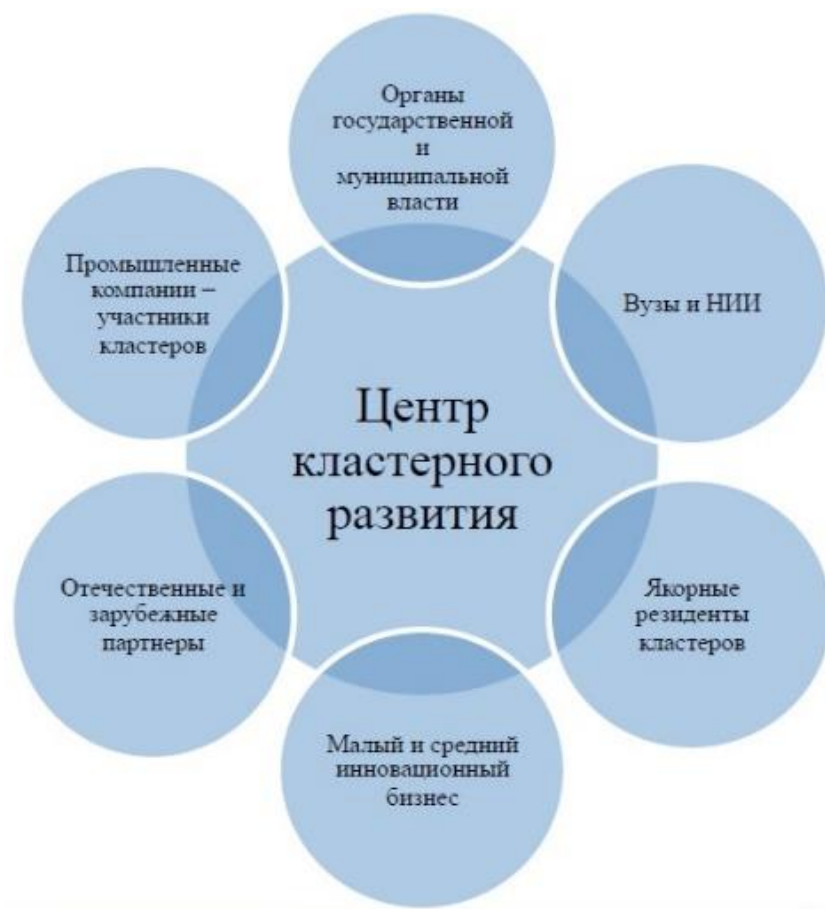 Органы
государственной
и
муниципальной
власти
Промышленные
компании –
участники
кластеров
Вузы и НИИ
Центр
кластерного
развития
Отечественные и
зарубежные
партнеры
Якорные
резиденты
кластеров
Малый и средний
инновационный
бизнес